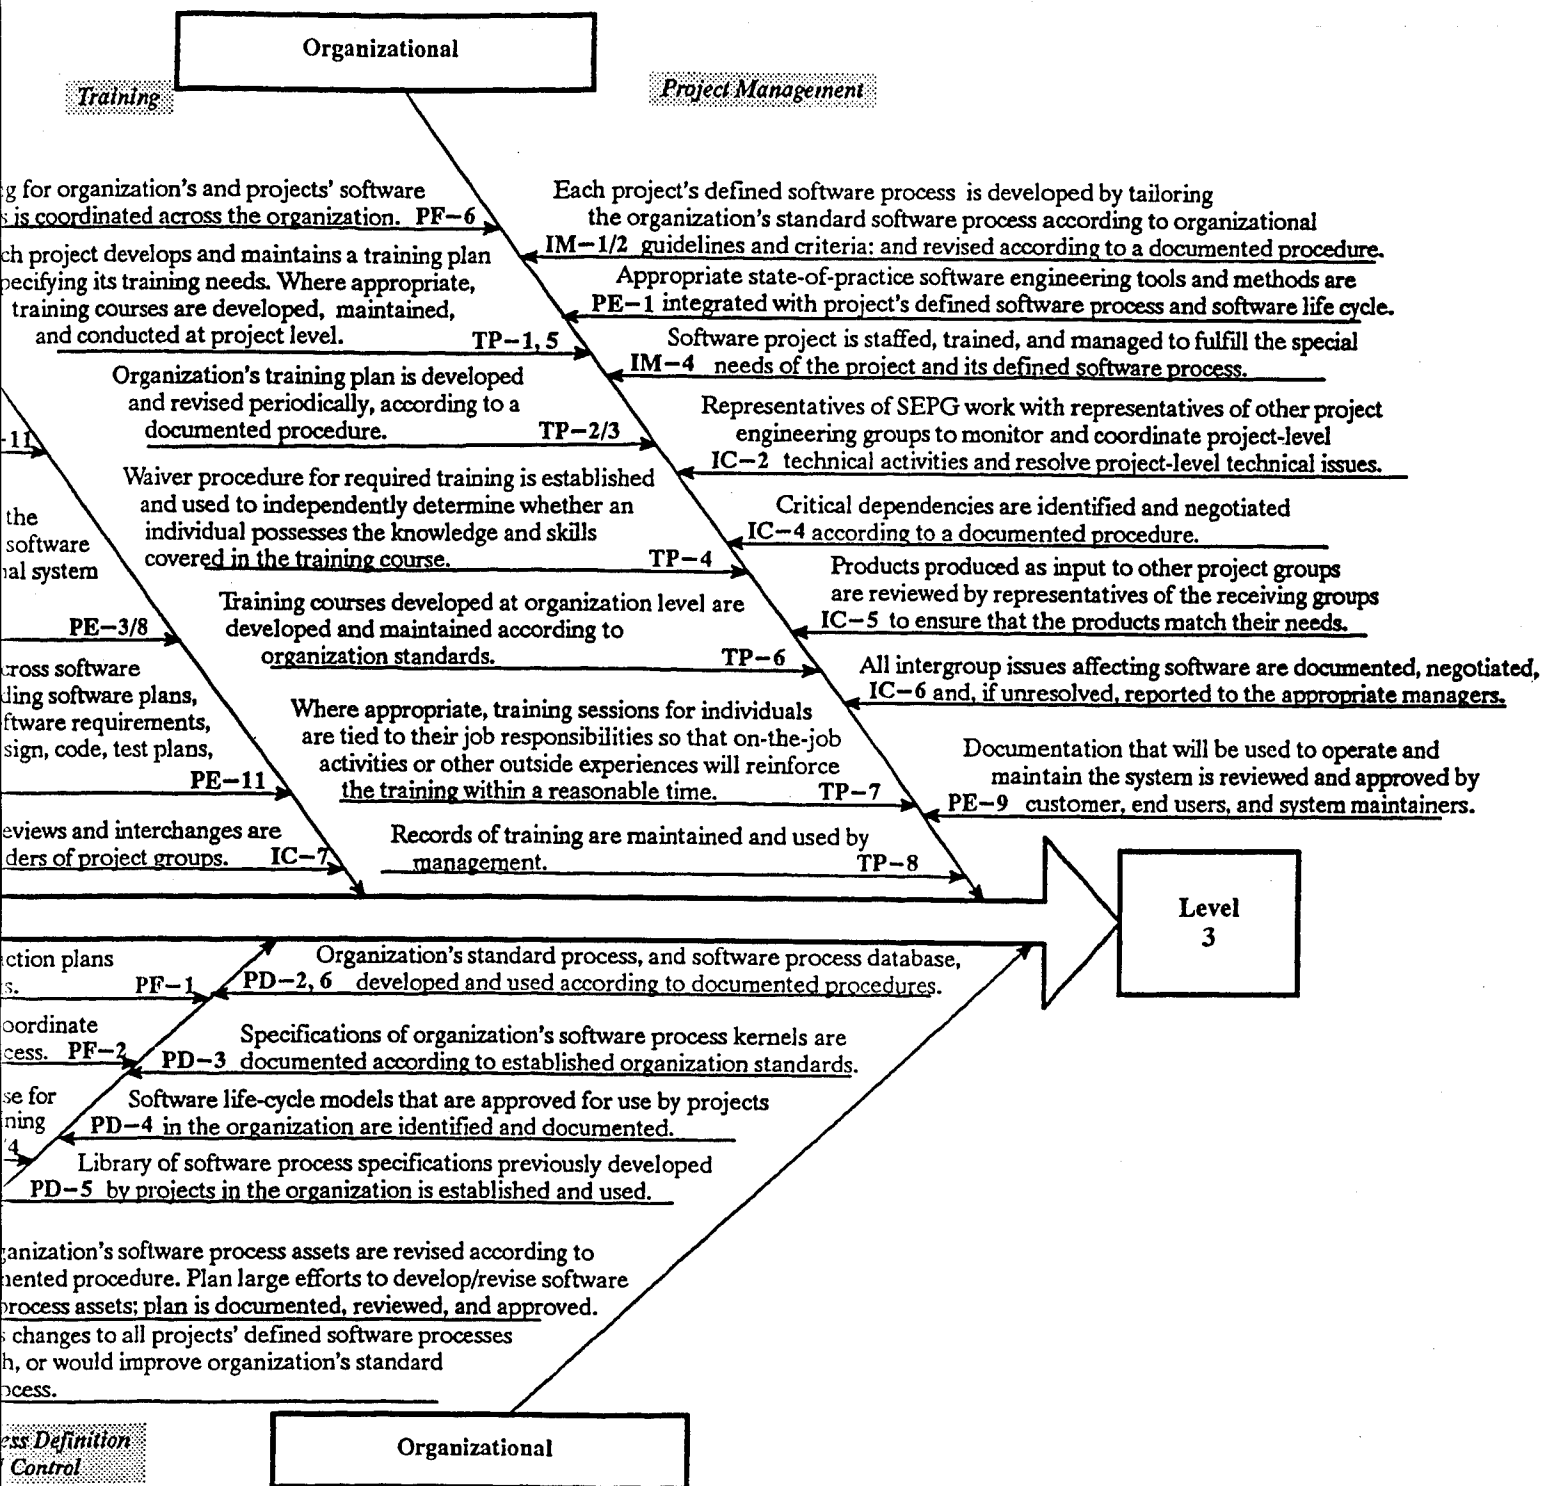 Organizational
Training
Project Management
g for organization's and projects' software
is coordinated across the organization. PF-6
ch project develops and maintains a training plan
pecifying its training needs. Where appropriate,
training courses are developed, maintained,
and conducted at project level. TP-1, 5
Organization's training plan is developed
and revised periodically, according to a
documented procedure. TP-2/3
Waiver procedure for required training is established
and used to independently determine whether an
individual possesses the knowledge and skills
covered in the training course. TP-4
Training courses developed at organization level are
developed and maintained according to
organization standards. TP-6
Where appropriate, training sessions for individuals
are tied to their job responsibilities so that on-the-job
activities or other outside experiences will reinforce
the training within a reasonable time. TP-7
Records of training are maintained and used by
management. TP-8
Each project's defined software process is developed by tailoring
the organization's standard software process according to organizational
IM-1/2 guidelines and criteria; and revised according to a documented procedure.
Appropriate state-of-practice software engineering tools and methods are
PE-1 integrated with project's defined software process and software life cycle.
Software project is staffed, trained, and managed to fulfill the special
IM-4 needs of the project and its defined software process.
Representatives of SEPG work with representatives of other project
engineering groups to monitor and coordinate project-level
IC-2 technical activities and resolve project-level technical issues.
Critical dependencies are identified and negotiated
IC-4 according to a documented procedure.
Products produced as input to other project groups
are reviewed by representatives of the receiving groups
IC-5 to ensure that the products match their needs.
All intergroup issues affecting software are documented, negotiated,
IC-6 and, if unresolved, reported to the appropriate managers.
Documentation that will be used to operate and
maintain the system is reviewed and approved by
PE-9 customer, end users, and system maintainers.
-11
the
software
nal system
PE-3/8
cross software
ding software plans,
ftware requirements,
sign, code, test plans,
PE-11
eviews and interchanges are
ders of project groups. IC-7
Level
3
ction plans
s. PF-1
oordinate
cess. PF-2
se for
ning
4
Organization's standard process, and software process database,
PD-2, 6 developed and used according to documented procedures.
Specifications of organization's software process kernels are
PD-3 documented according to established organization standards.
Software life-cycle models that are approved for use by projects
PD-4 in the organization are identified and documented.
Library of software process specifications previously developed
PD-5 by projects in the organization is established and used.
ganization's software process assets are revised according to
mented procedure. Plan large efforts to develop/revise software
process assets; plan is documented, reviewed, and approved.
s changes to all projects' defined software processes
h, or would improve organization's standard
ocess.
ess Definition
Control
Organizational